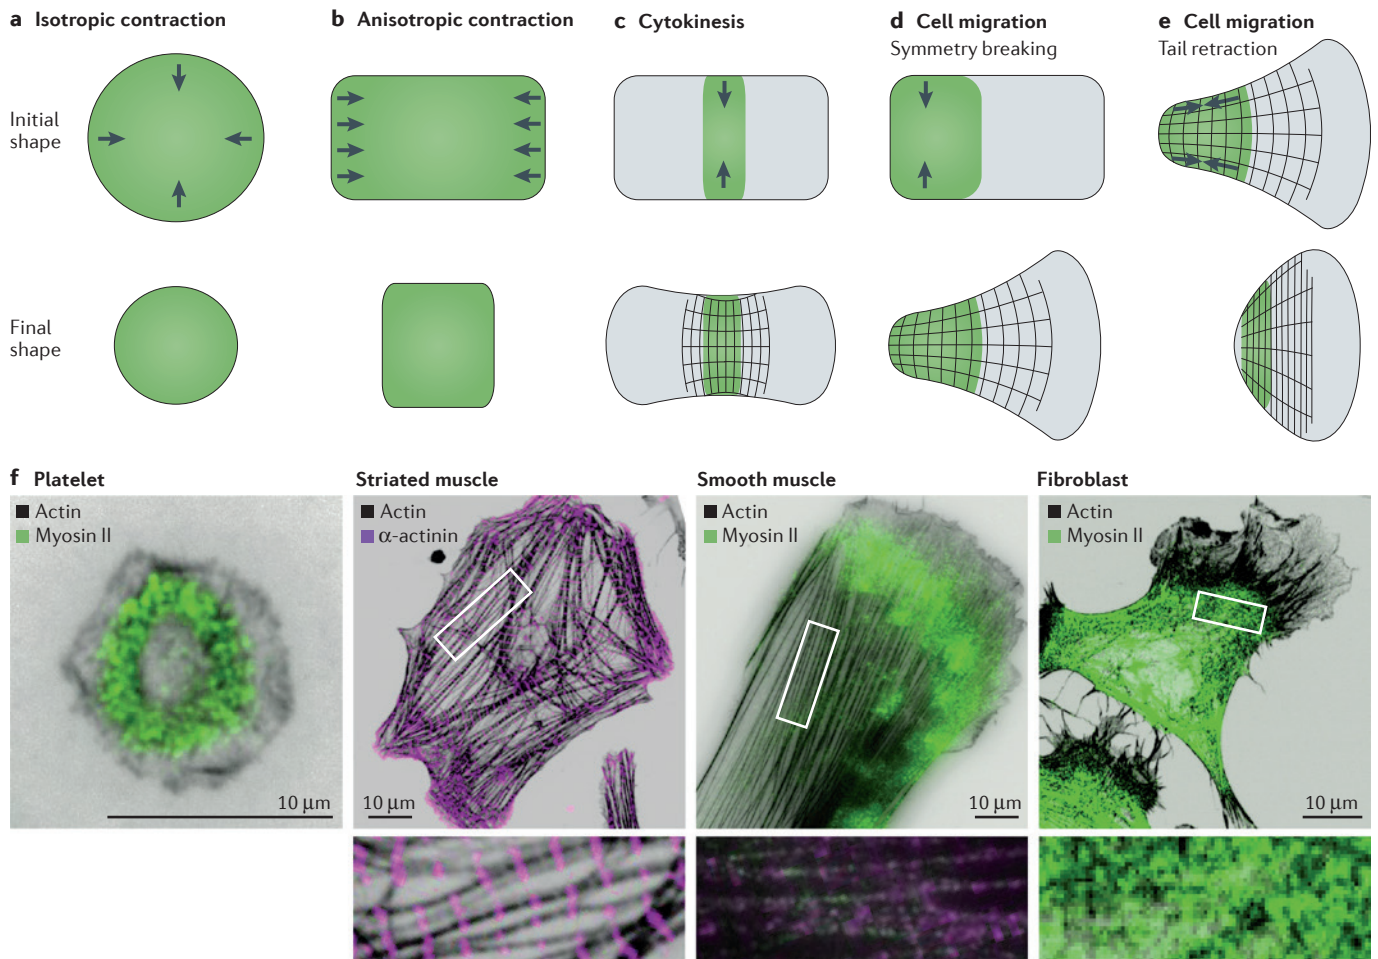 a Isotropic contraction
b Anisotropic contraction
c Cytokinesis
d Cell migration
Symmetry breaking
e Cell migration
Tail retraction
Initial
shape
Final
shape
f Platelet
Striated muscle
Smooth muscle
Fibroblast
Actin
Myosin II
Actin
α-actinin
Actin
Myosin II
Actin
Myosin II
10 μm
10 μm
10 μm
10 μm